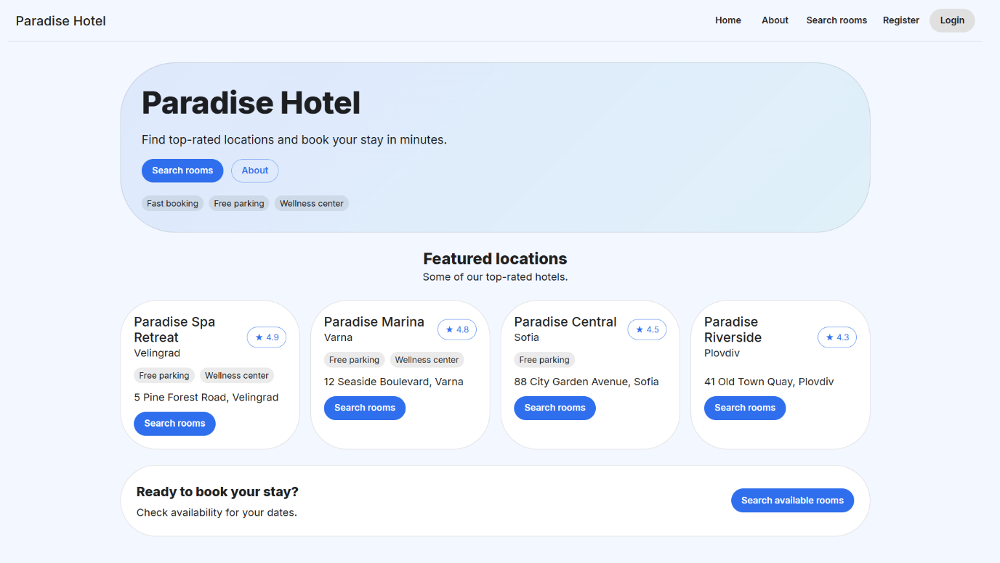 Paradise Hotel
Home About Search rooms Register Login
Paradise Hotel
Find top-rated locations and book your stay in minutes.
Search rooms About
Fast booking Free parking Wellness center
Featured locations
Some of our top-rated hotels.
Paradise Spa
Retreat
Velingrad
★ 4.9
Free parking Wellness center
5 Pine Forest Road, Velingrad
Search rooms
Paradise Marina
Varna
★ 4.8
Free parking Wellness center
12 Seaside Boulevard, Varna
Search rooms
Paradise Central
Sofia
★ 4.5
Free parking
88 City Garden Avenue, Sofia
Search rooms
Paradise
Riverside
Plovdiv
★ 4.3
41 Old Town Quay, Plovdiv
Search rooms
Ready to book your stay?
Check availability for your dates.
Search available rooms